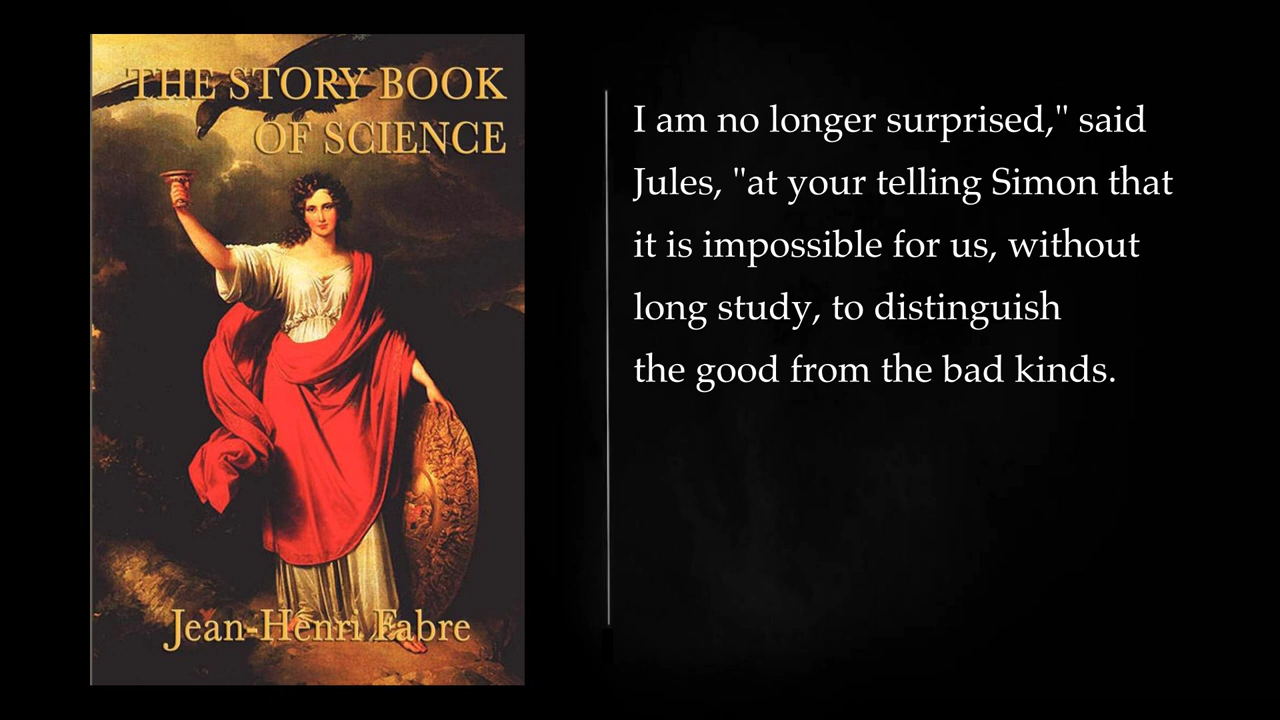 THE STORY BOOK
OF SCIENCE
Jean-Henri Fabre
I am no longer surprised," said
Jules, "at your telling Simon that
it is impossible for us, without
long study, to distinguish
the good from the bad kinds.